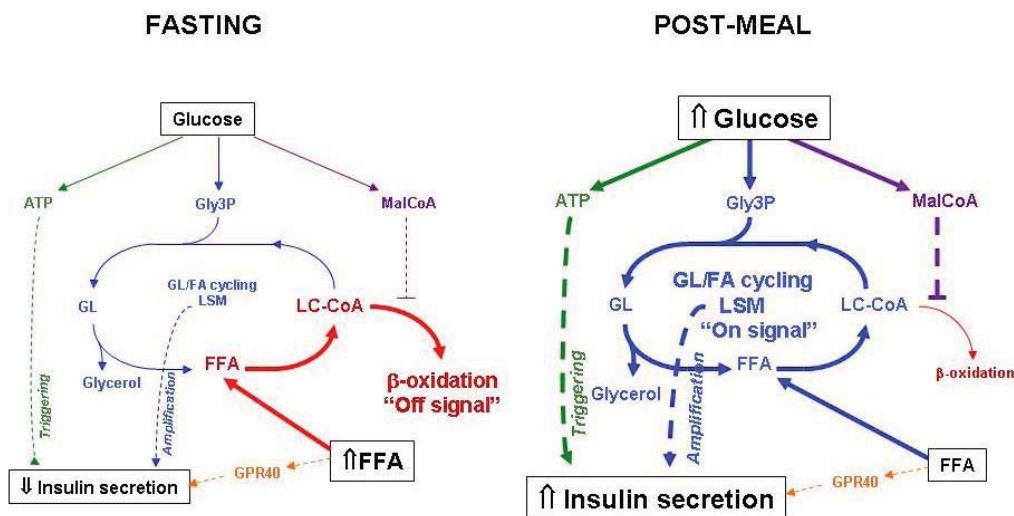 FASTING
Glucose
ATP
Gly3P
MalCoA
GL/FA cycling
LSM
GL
LC-CoA
FFA
Glycerol
β-oxidation
“Off signal”
Triggering
Amplification
⇑FFA
GPR40
⇓ Insulin secretion
POST-MEAL
⇑ Glucose
ATP
Gly3P
MalCoA
GL/FA cycling
LSM
“On signal”
GL
LC-CoA
FFA
Glycerol
β-oxidation
Triggering
Amplification
FFA
GPR40
⇑ Insulin secretion